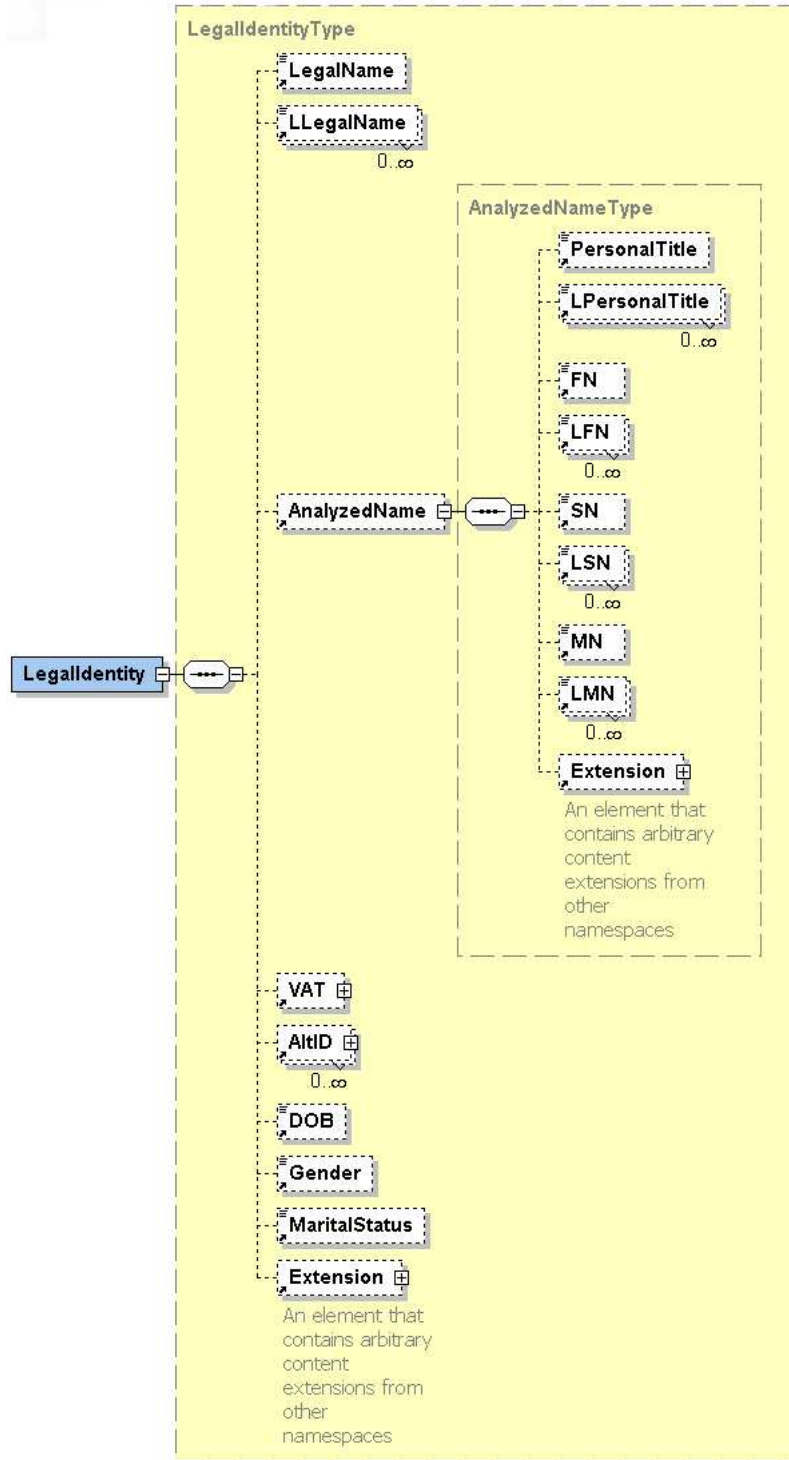 LegalIdentityType
LegalName
LLegalName
0..∞
AnalyzedNameType
PersonalTitle
LPersonalTitle
0..∞
FN
LFN
0..∞
AnalyzedName
SN
LSN
0..∞
MN
LegalIdentity
LMN
0..∞
Extension
An element that
contains arbitrary
content
extensions from
other
namespaces
VAT
AltID
0..∞
DOB
Gender
MaritalStatus
Extension
An element that
contains arbitrary
content
extensions from
other
namespaces